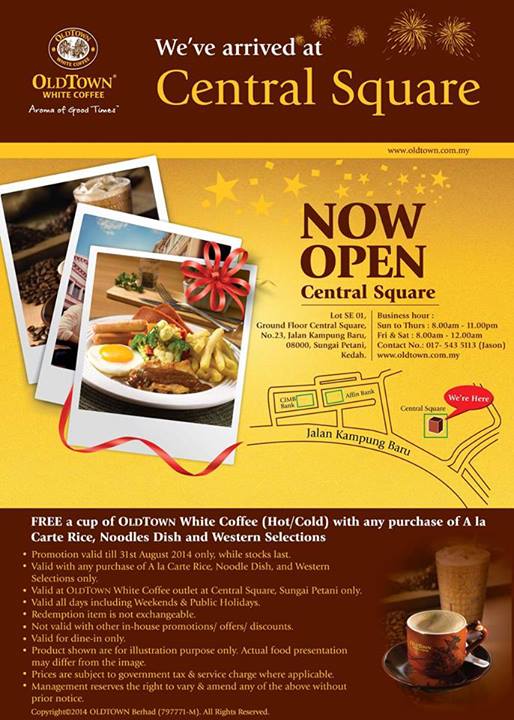 OLDTOWN
WHITE COFFEE
OLDTOWN®
WHITE COFFEE
Aroma of Good Times™
We've arrived at
Central Square
www.oldtown.com.my
NOW
OPEN
Central Square
Lot SE 01,
Ground Floor Central Square,
No.23, Jalan Kampung Baru,
08000, Sungai Petani,
Kedah.
Business hour :
Sun to Thurs : 8.00am - 11.00pm
Fri & Sat : 8.00am - 12.00am
Contact No.: 017- 543 5113 (Jason)
www.oldtown.com.my
CIMB
Bank
Affin Bank
Central Square
We're Here
Jalan Kampung Baru
FREE a cup of OLDTOWN White Coffee (Hot/Cold) with any purchase of A la
Carte Rice, Noodles Dish and Western Selections
• Promotion valid till 31st August 2014 only, while stocks last.
• Valid with any purchase of A la Carte Rice, Noodle Dish, and Western
Selections only.
• Valid at OLDTOWN White Coffee outlet at Central Square, Sungai Petani only.
• Valid all days including Weekends & Public Holidays.
• Redemption item is not exchangeable.
• Not valid with other in-house promotions/ offers/ discounts.
• Valid for dine-in only.
• Product shown are for illustration purpose only. Actual food presentation
may differ from the image.
• Prices are subject to government tax & service charge where applicable.
• Management reserves the right to vary & amend any of the above without
prior notice.
Copyright©2014 OLDTOWN Berhad (797771-M). All Rights Reserved.